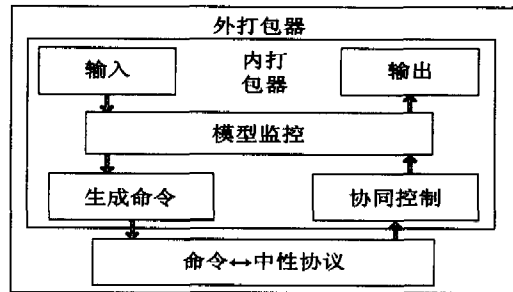 外打包器
输入
内打
包器
输出
模型监控
生成命令
协同控制
命令↔中性协议